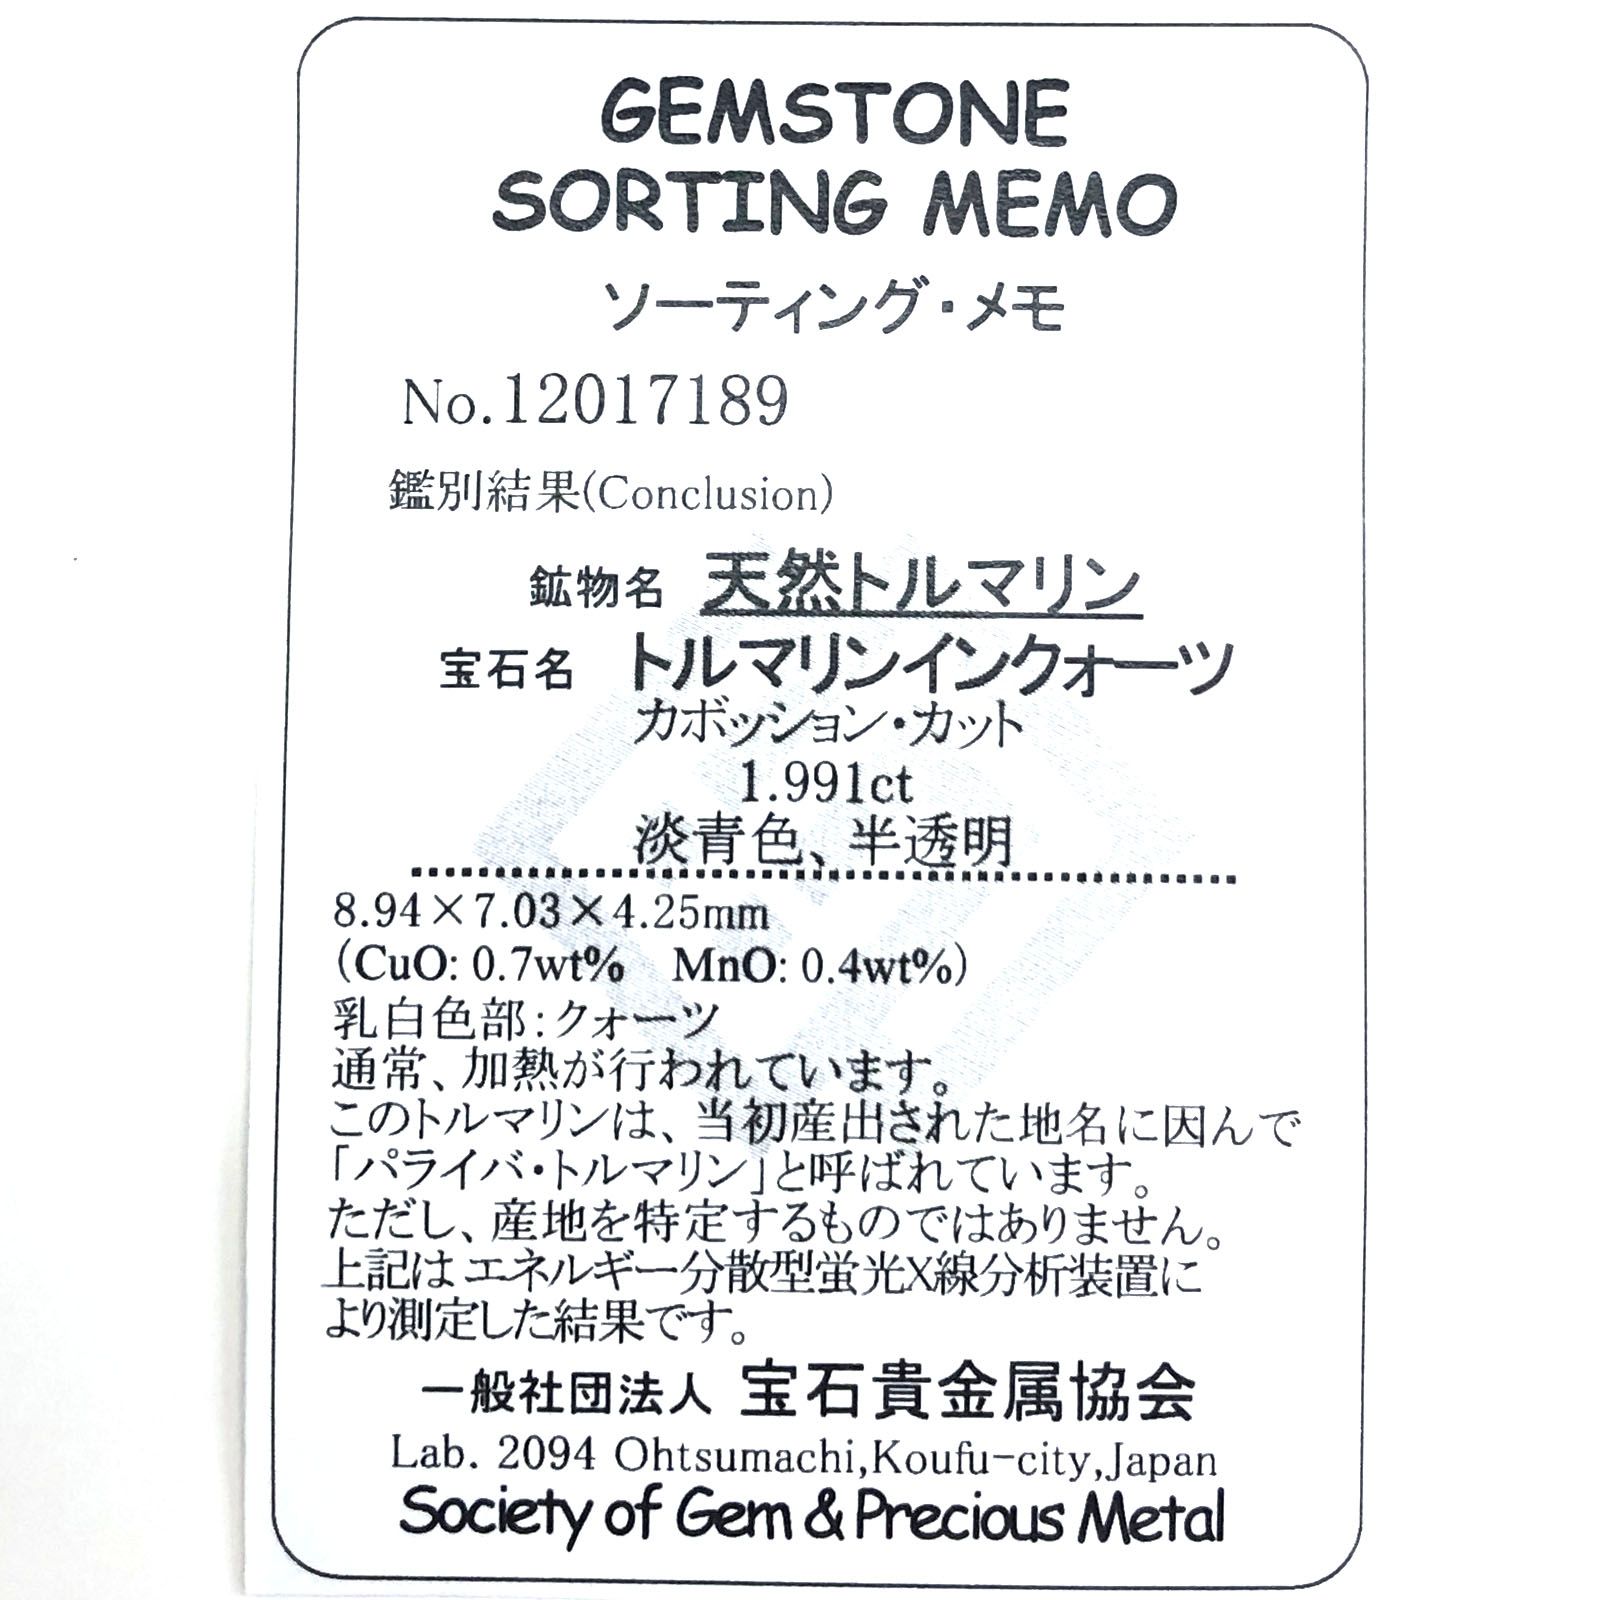 GEMSTONE
SORTING MEMO
ソーティング・メモ
No.12017189
鑑別結果(Conclusion)
鉱物名 天然トルマリン
宝石名 トルマリンインクォーツ
カボッション・カット
1.991ct
淡青色、半透明
8.94×7.03×4.25mm
(CuO: 0.7wt% MnO: 0.4wt%)
乳白色部:クォーツ
通常、加熱が行われています。
このトルマリンは、当初産出された地名に因んで
「パライバ・トルマリン」と呼ばれています。
ただし、産地を特定するものではありません。
上記はエネルギー分散型蛍光X線分析装置に
より測定した結果です。
一般社団法人 宝石貴金属協会
Lab. 2094 Ohtsumachi,Koufu-city,Japan
Society of Gem & Precious Metal